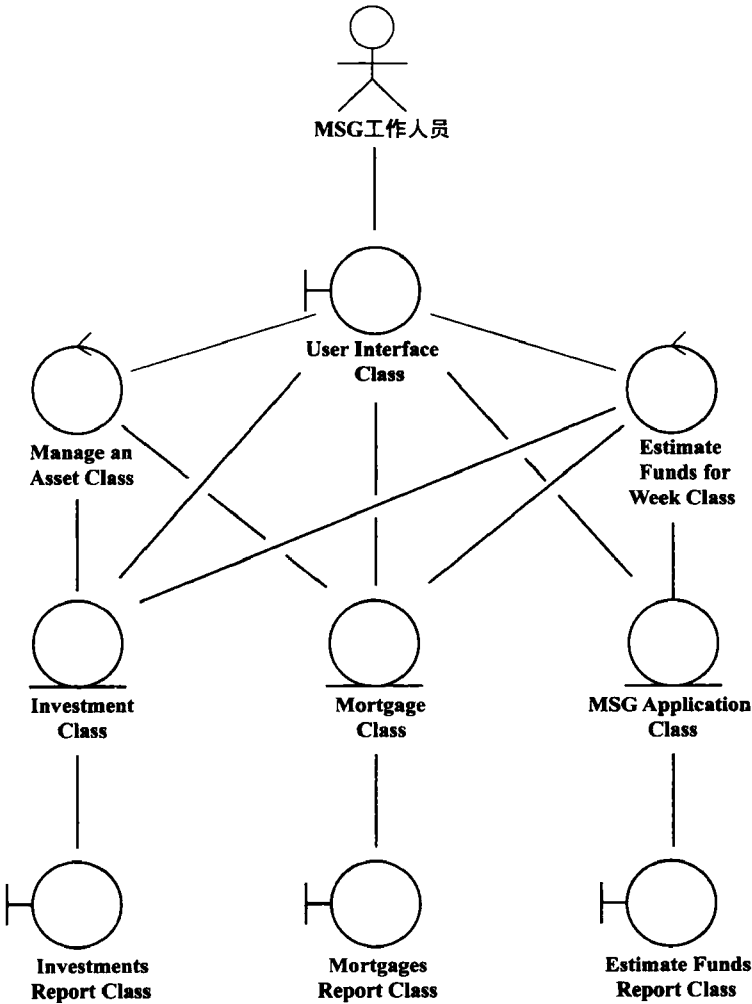 MSG工作人员
User Interface
Class
Manage an
Asset Class
Estimate
Funds for
Week Class
Investment
Class
Mortgage
Class
MSG Application
Class
Investments
Report Class
Mortgages
Report Class
Estimate Funds
Report Class